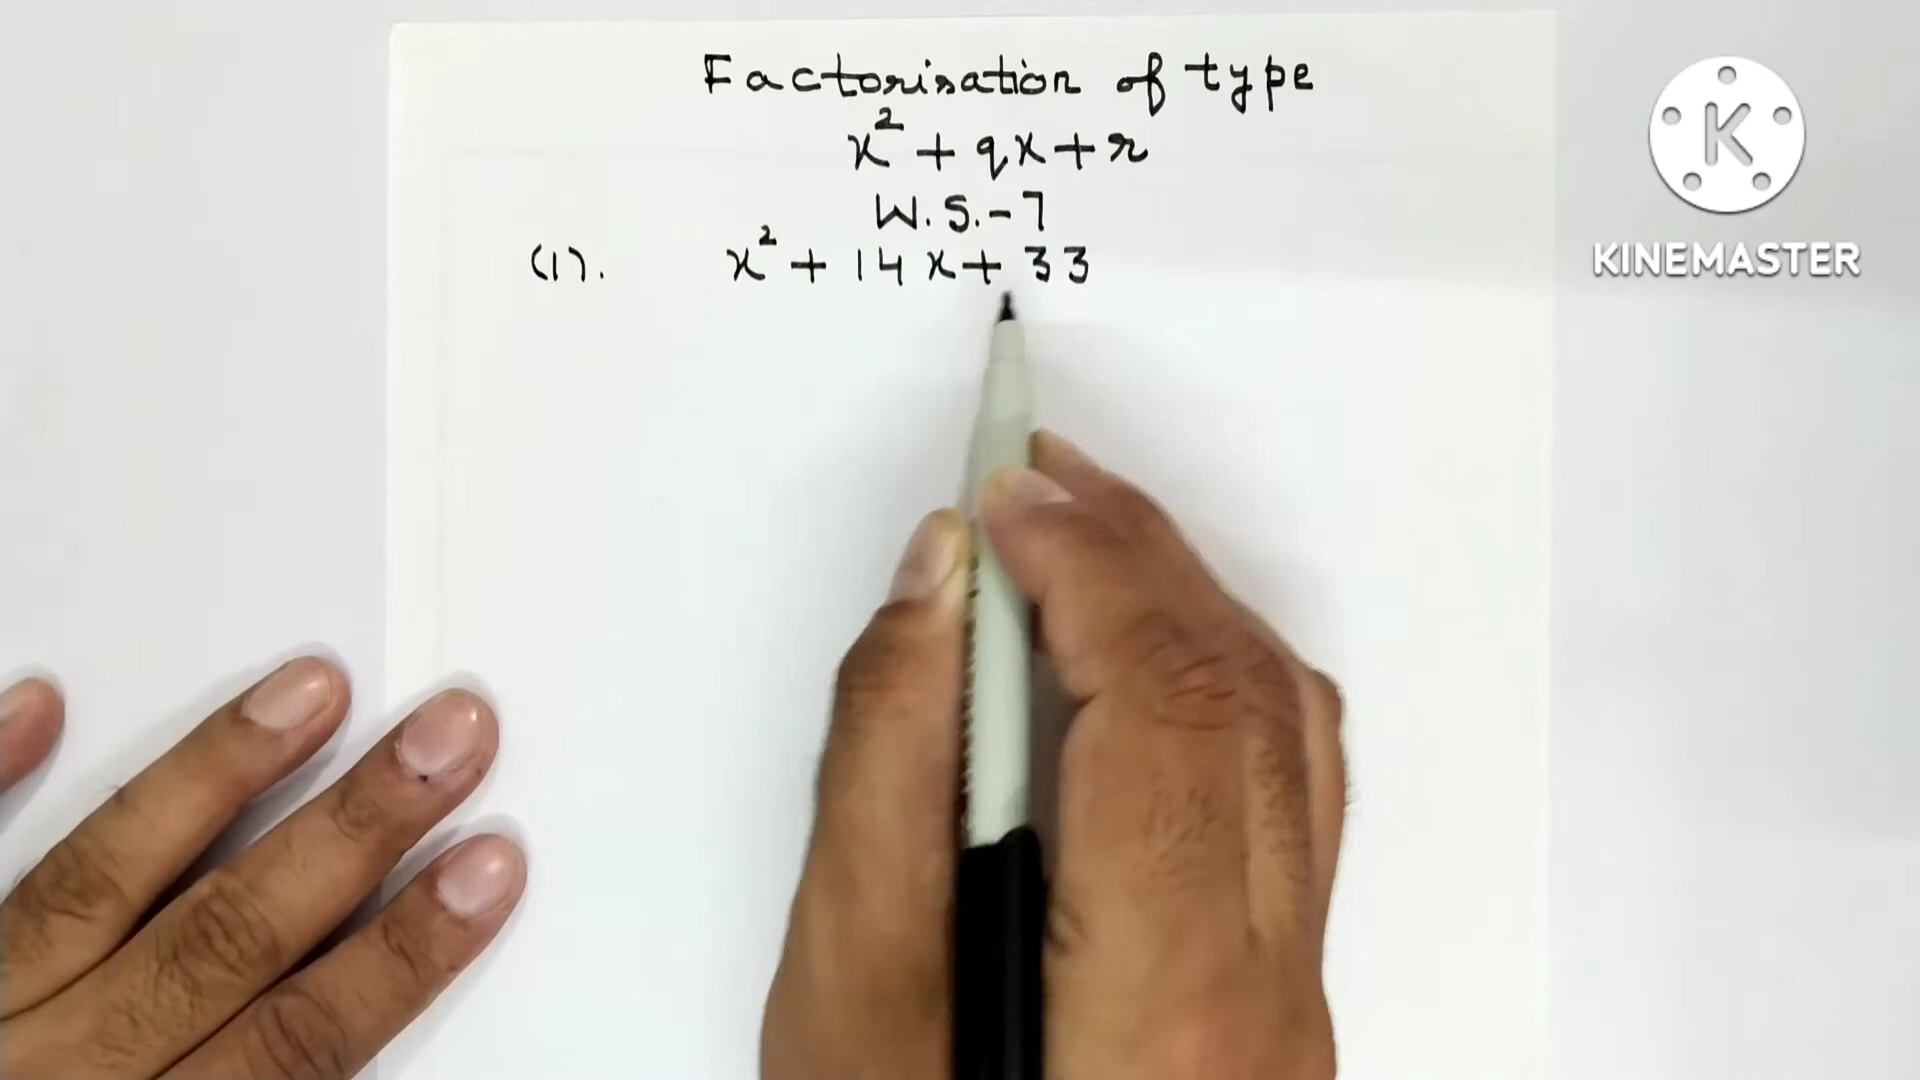 Factorisation of type
x² + qx + r
W.S.-7
(1). x² + 14x + 33
K
KINEMASTER